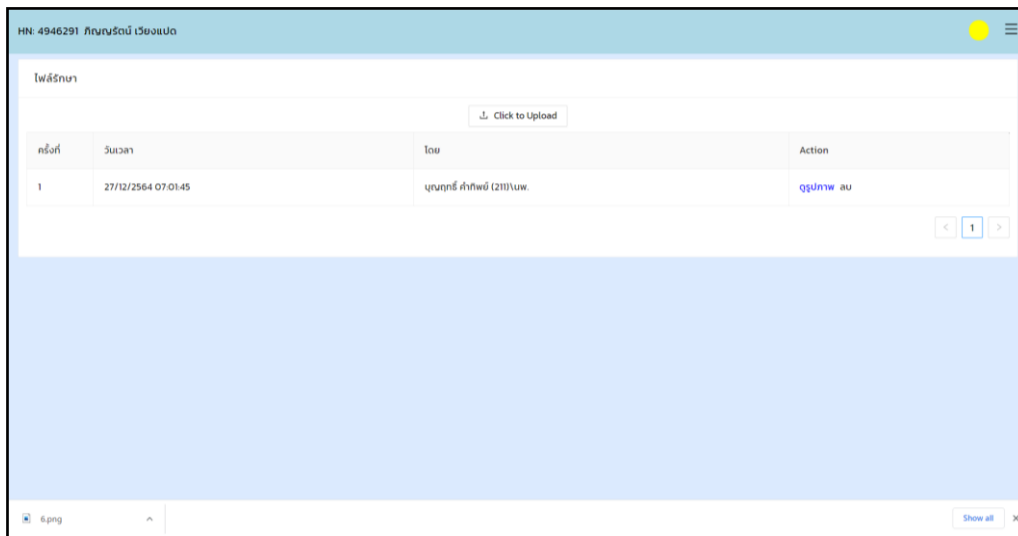 HN: 4946291 ภิญญรัตน์ เวียงแปด
ไฟล์รักษา
Click to Upload
ครั้งที่ วันเวลา โดย Action
1 27/12/2564 07:01:45 บุญฤทธิ์ คำทิพย์ (211)\นพ. ดูรูปภาพ ลบ
< 1 >
6.png Show all